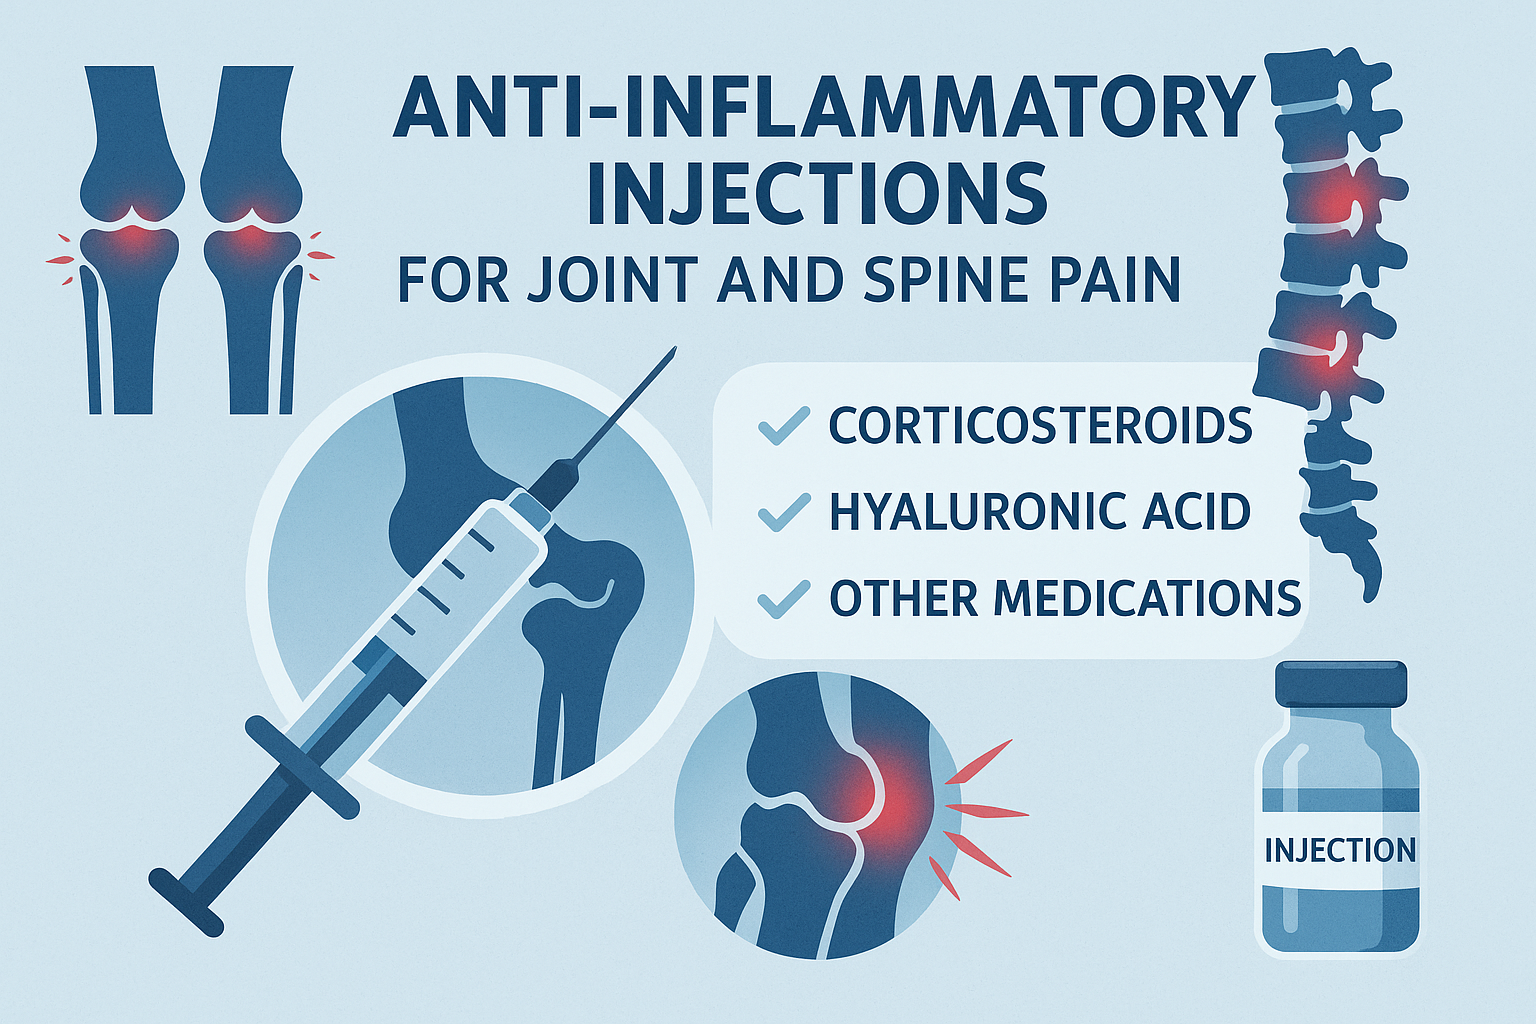 ANTI-INFLAMMATORY
INJECTIONS
FOR JOINT AND SPINE PAIN
CORTICOSTEROIDS
HYALURONIC ACID
OTHER MEDICATIONS
INJECTION